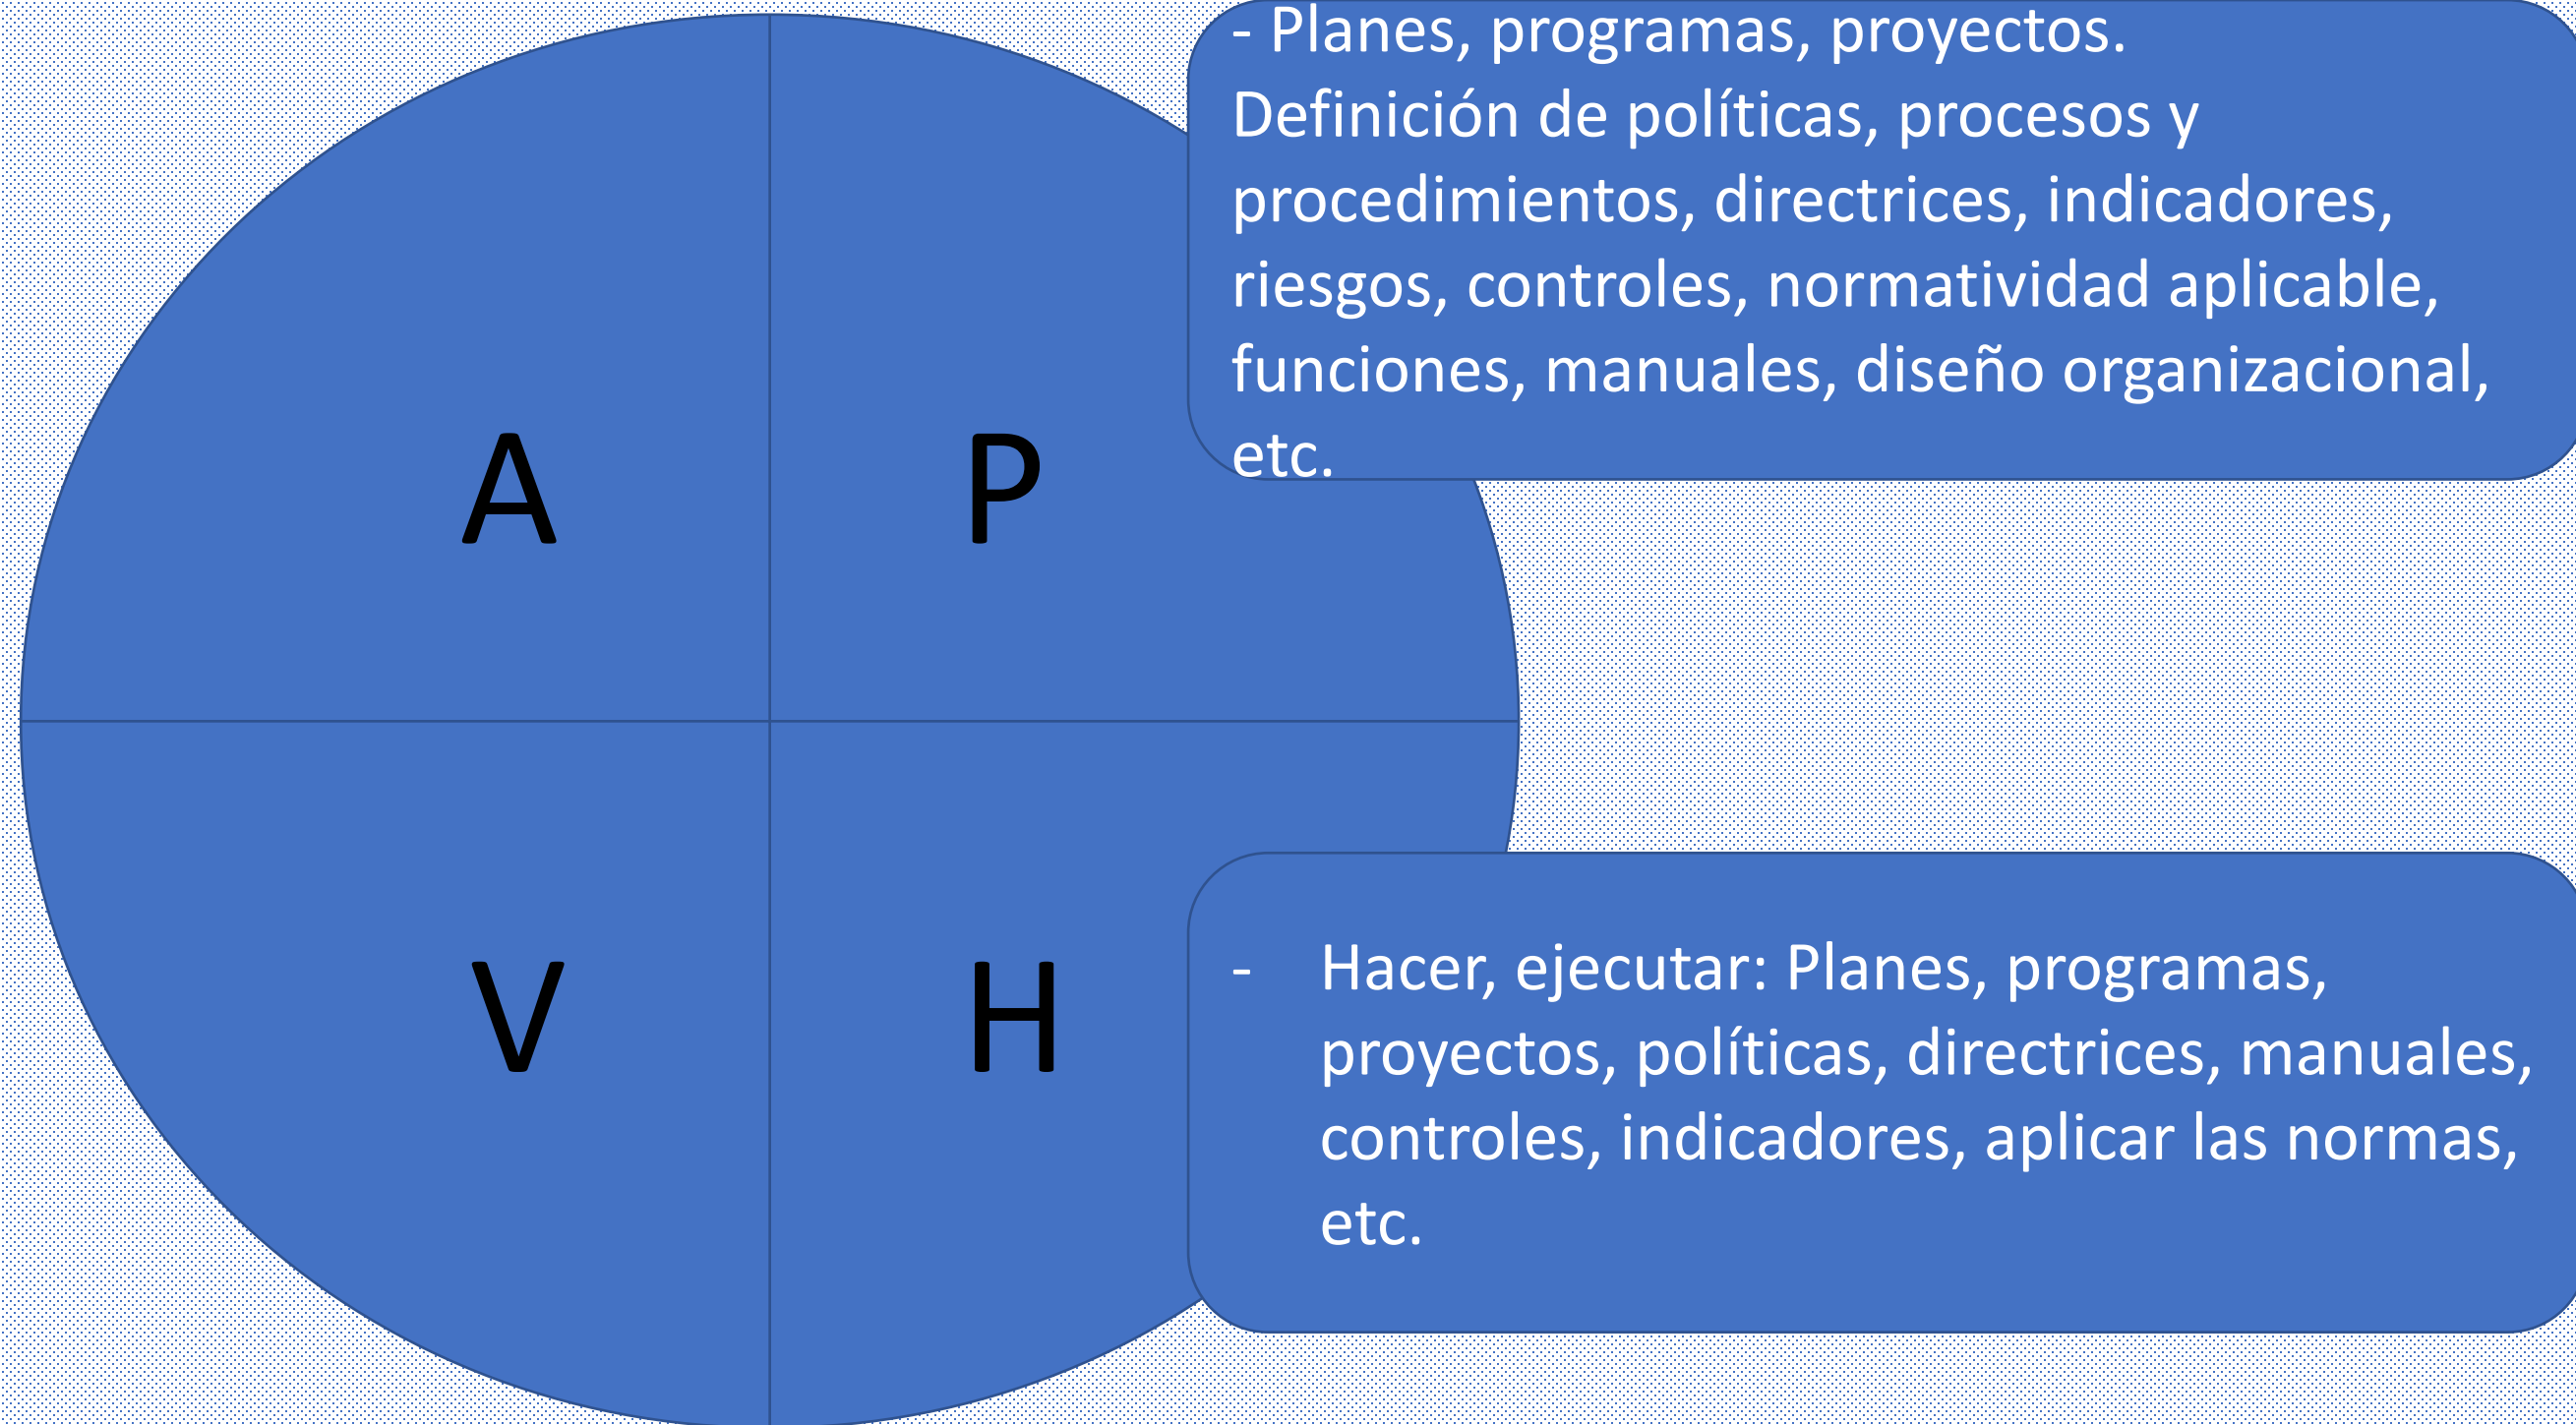 - Planes, programas, proyectos.
Definición de políticas, procesos y
procedimientos, directrices, indicadores,
riesgos, controles, normatividad aplicable,
funciones, manuales, diseño organizacional,
etc.
A
P
V
H
- Hacer, ejecutar: Planes, programas,
proyectos, políticas, directrices, manuales,
controles, indicadores, aplicar las normas,
etc.